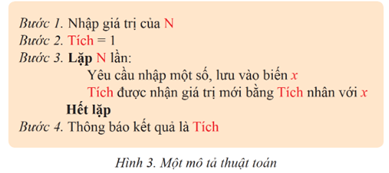 Bước 1. Nhập giá trị của N
Bước 2. Tích = 1
Bước 3. Lặp N lần:
Yêu cầu nhập một số, lưu vào biến x
Tích được nhận giá trị mới bằng Tích nhân với x
Hết lặp
Bước 4. Thông báo kết quả là Tích
Hình 3. Một mô tả thuật toán